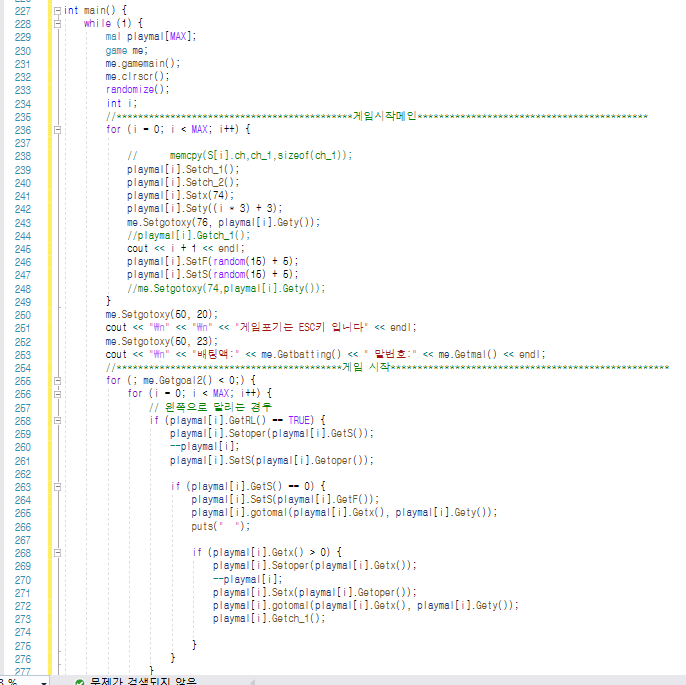 227 int main() {
228 while (1) {
229 mal playmal[MAX];
230 game me;
231 me.gamemain();
232 me.clrscr();
233 randomize();
234 int i;
235 //********************************************게임시작메인*******************************************
236 for (i = 0; i < MAX; i++) {
237
238 // memcpy(S[i].ch,ch_1,sizeof(ch_1));
239 playmal[i].Setch_1();
240 playmal[i].Setch_2();
241 playmal[i].Setx(74);
242 playmal[i].Sety((i * 3) + 3);
243 me.Setgotoxy(76, playmal[i].Gety());
244 //playmal[i].Getch_1();
245 cout << i + 1 << endl;
246 playmal[i].SetF(random(15) + 5);
247 playmal[i].SetS(random(15) + 5);
248 //me.Setgotoxy(74,playmal[i].Gety());
249 }
250 me.Setgotoxy(50, 20);
251 cout << "\n" << "\n" << "게임포기는 ESC키 입니다" << endl;
252 me.Setgotoxy(50, 23);
253 cout << "\n" << "배팅액:" << me.Getbatting() << " 말번호:" << me.Getmal() << endl;
254 //******************************************게임 시작****************************************************
255 for (; me.Getgoal2() < 0;) {
256 for (i = 0; i < MAX; i++) {
257 // 왼쪽으로 달리는 경우
258 if (playmal[i].GetRL() == TRUE) {
259 playmal[i].Setoper(playmal[i].GetS());
260 --playmal[i];
261 playmal[i].SetS(playmal[i].Getoper());
262
263 if (playmal[i].GetS() == 0) {
264 playmal[i].SetS(playmal[i].GetF());
265 playmal[i].gotomal(playmal[i].Getx(), playmal[i].Gety());
266 puts("  ");
267
268 if (playmal[i].Getx() > 0) {
269 playmal[i].Setoper(playmal[i].Getx());
270 --playmal[i];
271 playmal[i].Setx(playmal[i].Getoper());
272 playmal[i].gotomal(playmal[i].Getx(), playmal[i].Gety());
273 playmal[i].Getch_1();
274
275 }
276 }
277 }
문제가 검색되지 않음